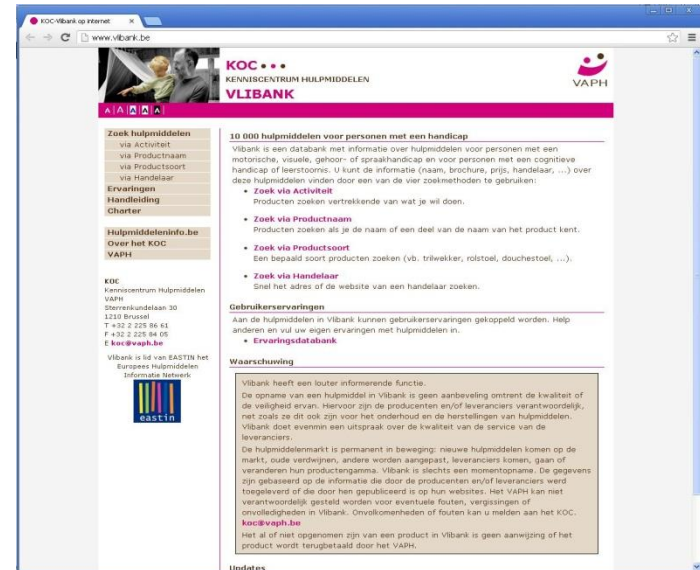 KOC-Vlibank op internet
www.vlibank.be
KOC
KENNISCENTRUM HULPMIDDELEN
VLIBANK
VAPH
A A A A A
Zoek hulpmiddelen
via Activiteit
via Productnaam
via Productsoort
via Handelaar
Ervaringen
Handleiding
Charter
Hulpmiddeleninfo.be
Over het KOC
VAPH
KOC
Kenniscentrum Hulpmiddelen
VAPH
Sterrenkundelaan 30
1210 Brussel
T +32 2 225 86 61
F +32 2 225 84 05
E koc@vaph.be
Vlibank is lid van EASTIN het
Europees Hulpmiddelen
Informatie Netwerk
eastin
10 000 hulpmiddelen voor personen met een handicap
Vlibank is een databank met informatie over hulpmiddelen voor personen met een
motorische, visuele, gehoor- of spraakhandicap en voor personen met een cognitieve
handicap of leerstoornis. U kunt de informatie (naam, brochure, prijs, handelaar, ...) over
deze hulpmiddelen vinden door een van de vier zoekmethoden te gebruiken:
• Zoek via Activiteit
Producten zoeken vertrekkende van wat je wil doen.
• Zoek via Productnaam
Producten zoeken als je de naam of een deel van de naam van het product kent.
• Zoek via Productsoort
Een bepaald soort producten zoeken (vb. trilwekker, rolstoel, douchestoel, ...).
• Zoek via Handelaar
Snel het adres of de website van een handelaar zoeken.
Gebruikerservaringen
Aan de hulpmiddelen in Vlibank kunnen gebruikerservaringen gekoppeld worden. Help
anderen en vul uw eigen ervaringen met hulpmiddelen in.
• Ervaringsdatabank
Waarschuwing
Vlibank heeft een louter informerende functie.
De opname van een hulpmiddel in Vlibank is geen aanbeveling omtrent de kwaliteit of
de veiligheid ervan. Hiervoor zijn de producenten en/of leveranciers verantwoordelijk,
net zoals ze dit ook zijn voor het onderhoud en de herstellingen van hulpmiddelen.
Vlibank doet evenmin een uitspraak over de kwaliteit van de service van de
leveranciers.
De hulpmiddelenmarkt is permanent in beweging: nieuwe hulpmiddelen komen op de
markt, oude verdwijnen, andere worden aangepast, leveranciers komen, gaan of
veranderen hun productengamma. Vlibank is slechts een momentopname. De gegevens
zijn gebaseerd op de informatie die door de producenten en/of leveranciers werd
toegeleverd of die door hen gepubliceerd is op hun websites. Het VAPH kan niet
verantwoordelijk gesteld worden voor eventuele fouten, vergissingen of
onvolledigheden in Vlibank. Onvolkomenheden of fouten kan u melden aan het KOC.
koc@vaph.be
Het al of niet opgenomen zijn van een product in Vlibank is geen aanwijzing of het
product wordt terugbetaald door het VAPH.
Updates